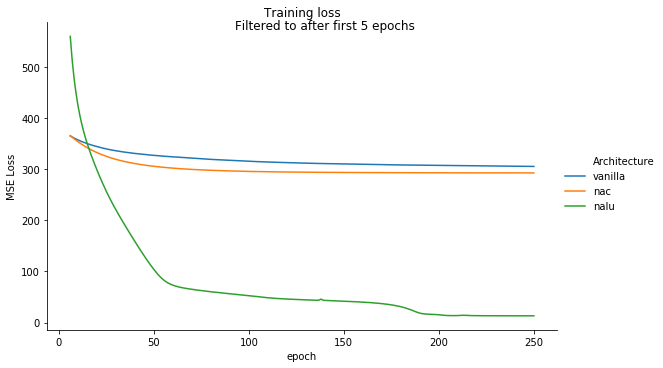 Training loss
Filtered to after first 5 epochs
MSE Loss
500
400
300
200
100
0
0
50
100
150
200
250
epoch
Architecture
vanilla
nac
nalu